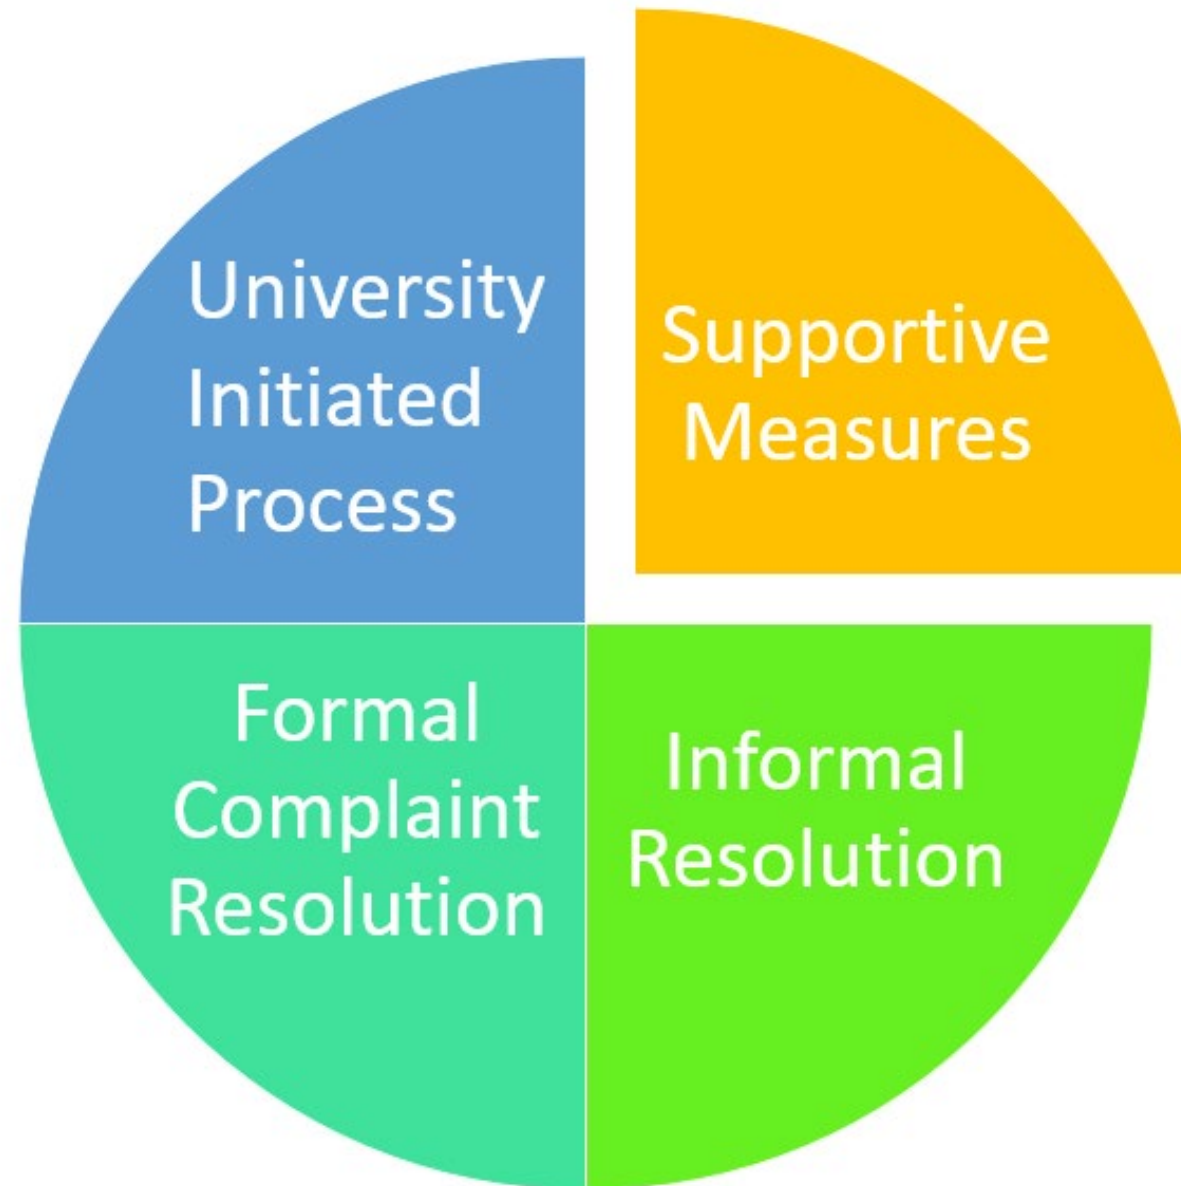 University
Initiated
Process
Supportive
Measures
Formal
Complaint
Resolution
Informal
Resolution